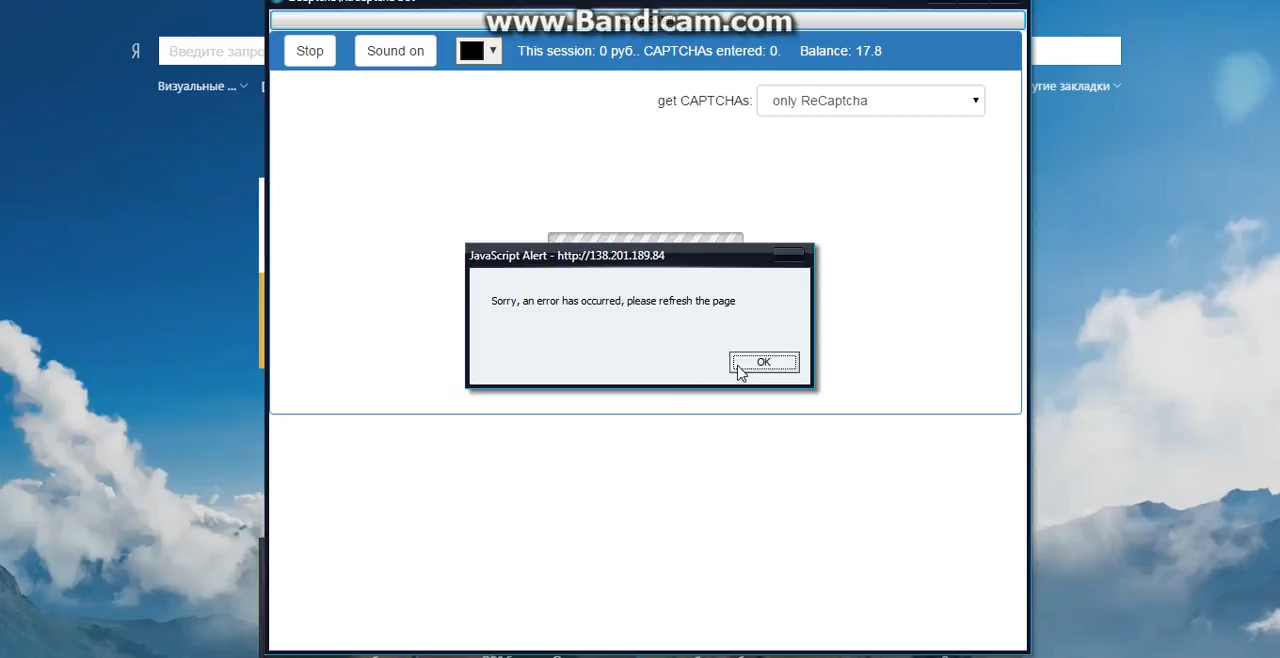 www.Bandicam.com
Stop
Sound on
This session: 0 руб.. CAPTCHAs entered: 0.
Balance: 17.8
Я
Введите запро
Визуальные ...
угие закладки
get CAPTCHAs:
only ReCaptcha
JavaScript Alert - http://138.201.189.84
Sorry, an error has occurred, please refresh the page
OK